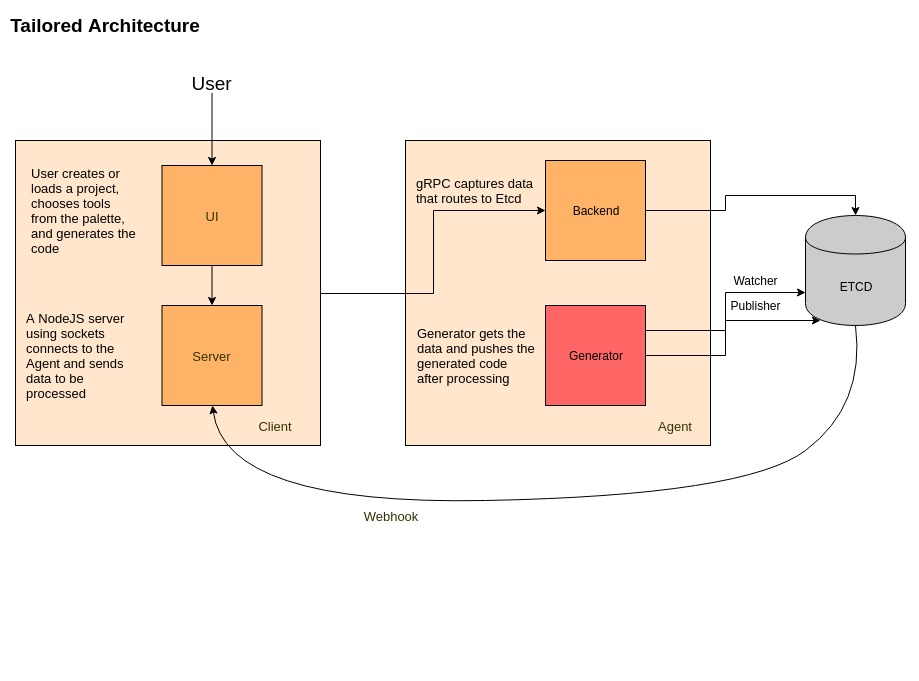 Tailored Architecture
User
User creates or
loads a project,
chooses tools
from the palette,
and generates the
code
UI
A NodeJS server
using sockets
connects to the
Agent and sends
data to be
processed
Server
Client
gRPC captures data
that routes to Etcd
Backend
Generator gets the
data and pushes the
generated code
after processing
Generator
Agent
Watcher
Publisher
ETCD
Webhook